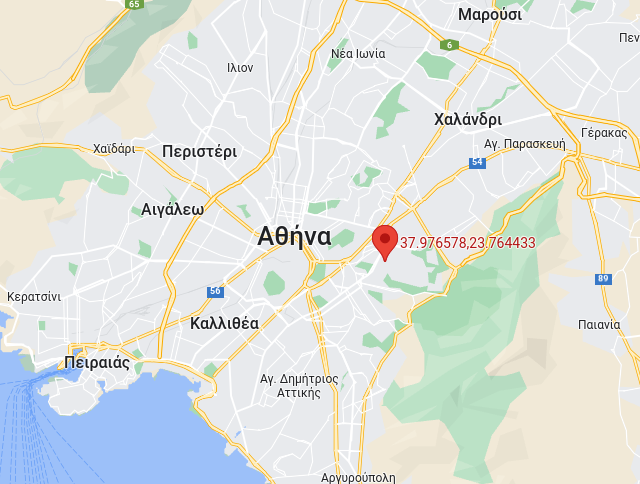 65
Μαρούσι
Πεν
6
Νέα Ιωνία
Ίλιον
Χαλάνδρι
Γέρακας
Αγ. Παρασκευή
Χαϊδάρι
Περιστέρι
54
Αιγάλεω
Αθήνα
37.976578,23.764433
89
56
Κερατσίνι
Καλλιθέα
Παιανία
Πειραιάς
Αγ. Δημήτριος
Αττικής
Αργυρούπολη